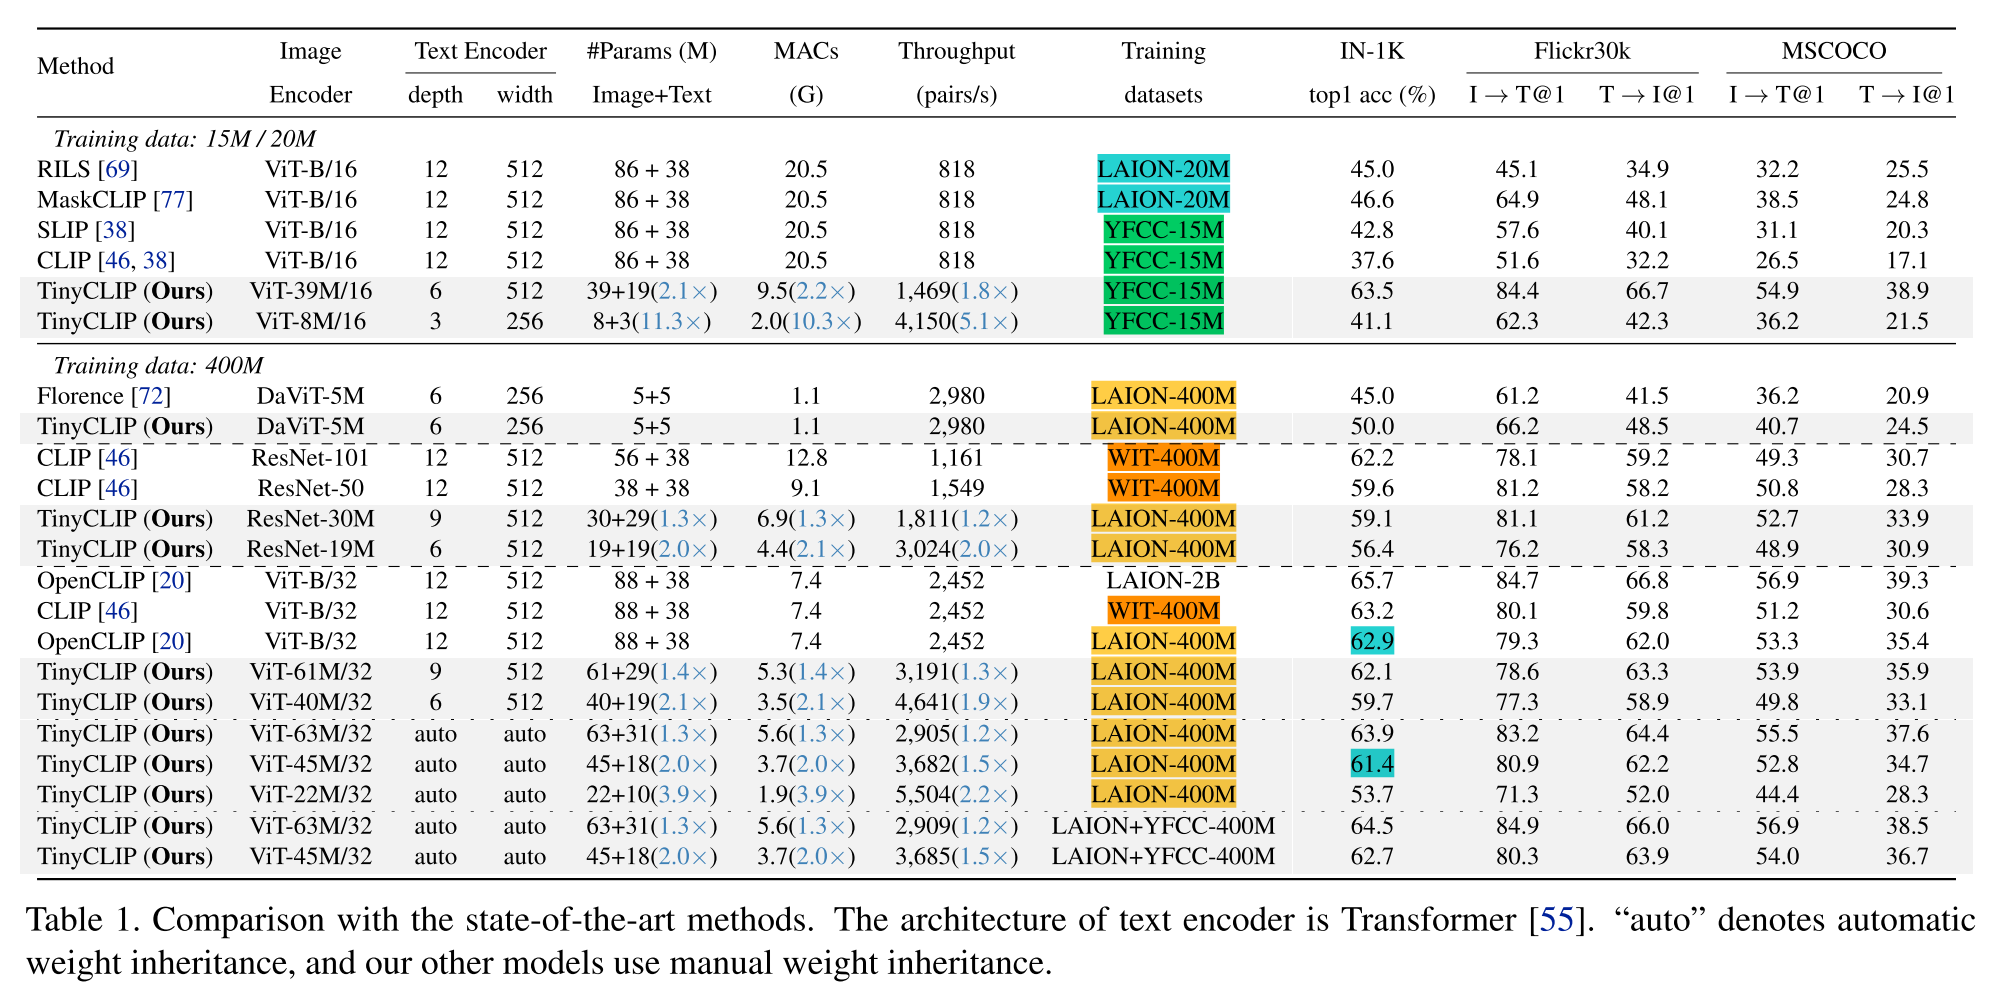 Method Image Text Encoder #Params (M) MACs Throughput Training IN-1K Flickr30k MSCOCO
Encoder depth width Image+Text (G) (pairs/s) datasets top1 acc (%) I → T@1 T → I@1 I → T@1 T → I@1
Training data: 15M / 20M
RILS [69] ViT-B/16 12 512 86 + 38 20.5 818 LAION-20M 45.0 45.1 34.9 32.2 25.5
MaskCLIP [77] ViT-B/16 12 512 86 + 38 20.5 818 LAION-20M 46.6 64.9 48.1 38.5 24.8
SLIP [38] ViT-B/16 12 512 86 + 38 20.5 818 YFCC-15M 42.8 57.6 40.1 31.1 20.3
CLIP [46, 38] ViT-B/16 12 512 86 + 38 20.5 818 YFCC-15M 37.6 51.6 32.2 26.5 17.1
TinyCLIP (Ours) ViT-39M/16 6 512 39+19(2.1×) 9.5(2.2×) 1,469(1.8×) YFCC-15M 63.5 84.4 66.7 54.9 38.9
TinyCLIP (Ours) ViT-8M/16 3 256 8+3(11.3×) 2.0(10.3×) 4,150(5.1×) YFCC-15M 41.1 62.3 42.3 36.2 21.5
Training data: 400M
Florence [72] DaViT-5M 6 256 5+5 1.1 2,980 LAION-400M 45.0 61.2 41.5 36.2 20.9
TinyCLIP (Ours) DaViT-5M 6 256 5+5 1.1 2,980 LAION-400M 50.0 66.2 48.5 40.7 24.5
CLIP [46] ResNet-101 12 512 56 + 38 12.8 1,161 WIT-400M 62.2 78.1 59.2 49.3 30.7
CLIP [46] ResNet-50 12 512 38 + 38 9.1 1,549 WIT-400M 59.6 81.2 58.2 50.8 28.3
TinyCLIP (Ours) ResNet-30M 9 512 30+29(1.3×) 6.9(1.3×) 1,811(1.2×) LAION-400M 59.1 81.1 61.2 52.7 33.9
TinyCLIP (Ours) ResNet-19M 6 512 19+19(2.0×) 4.4(2.1×) 3,024(2.0×) LAION-400M 56.4 76.2 58.3 48.9 30.9
OpenCLIP [20] ViT-B/32 12 512 88 + 38 7.4 2,452 LAION-2B 65.7 84.7 66.8 56.9 39.3
CLIP [46] ViT-B/32 12 512 88 + 38 7.4 2,452 WIT-400M 63.2 80.1 59.8 51.2 30.6
OpenCLIP [20] ViT-B/32 12 512 88 + 38 7.4 2,452 LAION-400M 62.9 79.3 62.0 53.3 35.4
TinyCLIP (Ours) ViT-61M/32 9 512 61+29(1.4×) 5.3(1.4×) 3,191(1.3×) LAION-400M 62.1 78.6 63.3 53.9 35.9
TinyCLIP (Ours) ViT-40M/32 6 512 40+19(2.1×) 3.5(2.1×) 4,641(1.9×) LAION-400M 59.7 77.3 58.9 49.8 33.1
TinyCLIP (Ours) ViT-63M/32 auto auto 63+31(1.3×) 5.6(1.3×) 2,905(1.2×) LAION-400M 63.9 83.2 64.4 55.5 37.6
TinyCLIP (Ours) ViT-45M/32 auto auto 45+18(2.0×) 3.7(2.0×) 3,682(1.5×) LAION-400M 61.4 80.9 62.2 52.8 34.7
TinyCLIP (Ours) ViT-22M/32 auto auto 22+10(3.9×) 1.9(3.9×) 5,504(2.2×) LAION-400M 53.7 71.3 52.0 44.4 28.3
TinyCLIP (Ours) ViT-63M/32 auto auto 63+31(1.3×) 5.6(1.3×) 2,909(1.2×) LAION+YFCC-400M 64.5 84.9 66.0 56.9 38.5
TinyCLIP (Ours) ViT-45M/32 auto auto 45+18(2.0×) 3.7(2.0×) 3,685(1.5×) LAION+YFCC-400M 62.7 80.3 63.9 54.0 36.7
Table 1. Comparison with the state-of-the-art methods. The architecture of text encoder is Transformer [55]. “auto” denotes automatic
weight inheritance, and our other models use manual weight inheritance.